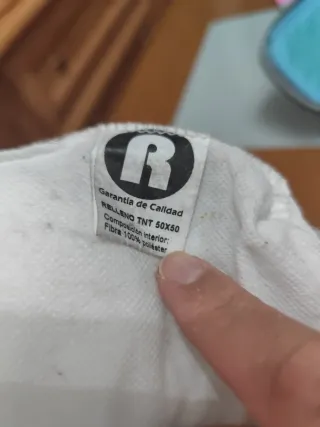 R
Garantía de Calidad
RELLENO TNT 50X50
Composición interior:
Fibra 100% poliéster